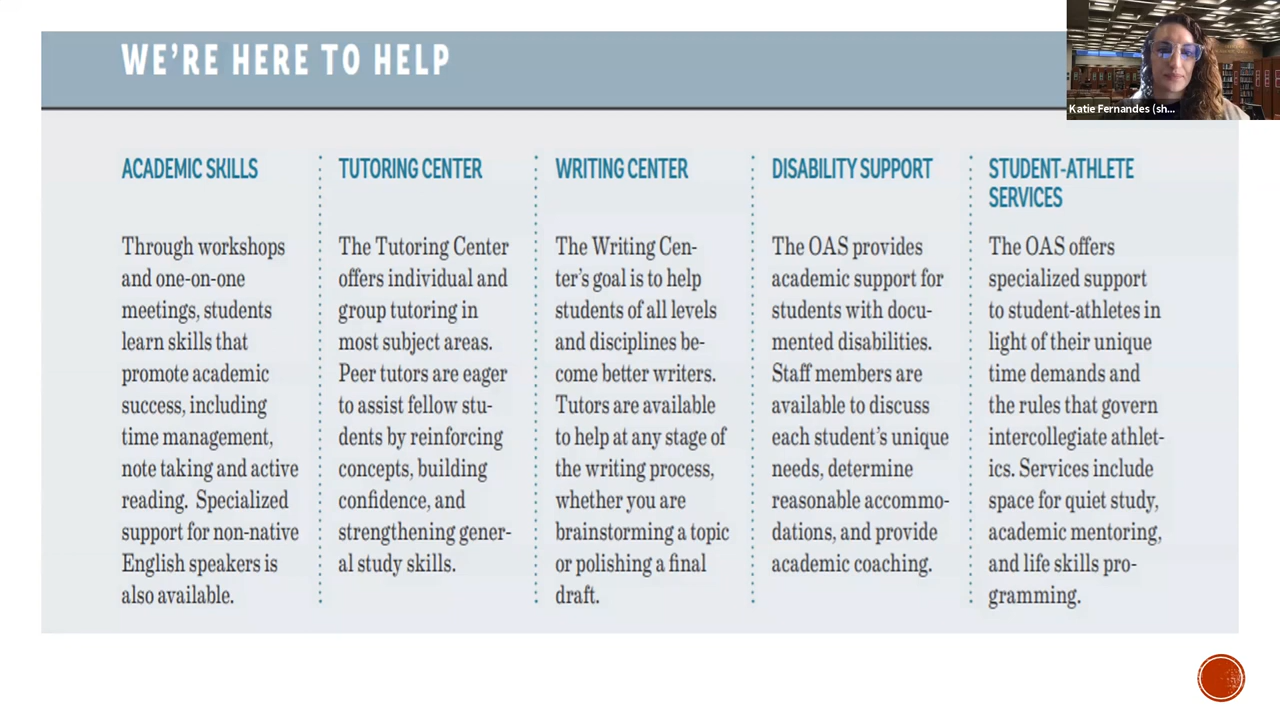 WE'RE HERE TO HELP
Katie Fernandes (sh...
ACADEMIC SKILLS
Through workshops
and one-on-one
meetings, students
learn skills that
promote academic
success, including
time management,
note taking and active
reading. Specialized
support for non-native
English speakers is
also available.
TUTORING CENTER
The Tutoring Center
offers individual and
group tutoring in
most subject areas.
Peer tutors are eager
to assist fellow stu-
dents by reinforcing
concepts, building
confidence, and
strengthening gener-
al study skills.
WRITING CENTER
The Writing Cen-
ter's goal is to help
students of all levels
and disciplines be-
come better writers.
Tutors are available
to help at any stage of
the writing process,
whether you are
brainstorming a topic
or polishing a final
draft.
DISABILITY SUPPORT
The OAS provides
academic support for
students with docu-
mented disabilities.
Staff members are
available to discuss
each student's unique
needs, determine
reasonable accommo-
dations, and provide
academic coaching.
STUDENT-ATHLETE
SERVICES
The OAS offers
specialized support
to student-athletes in
light of their unique
time demands and
the rules that govern
intercollegiate athlet-
ics. Services include
space for quiet study,
academic mentoring,
and life skills pro-
gramming.